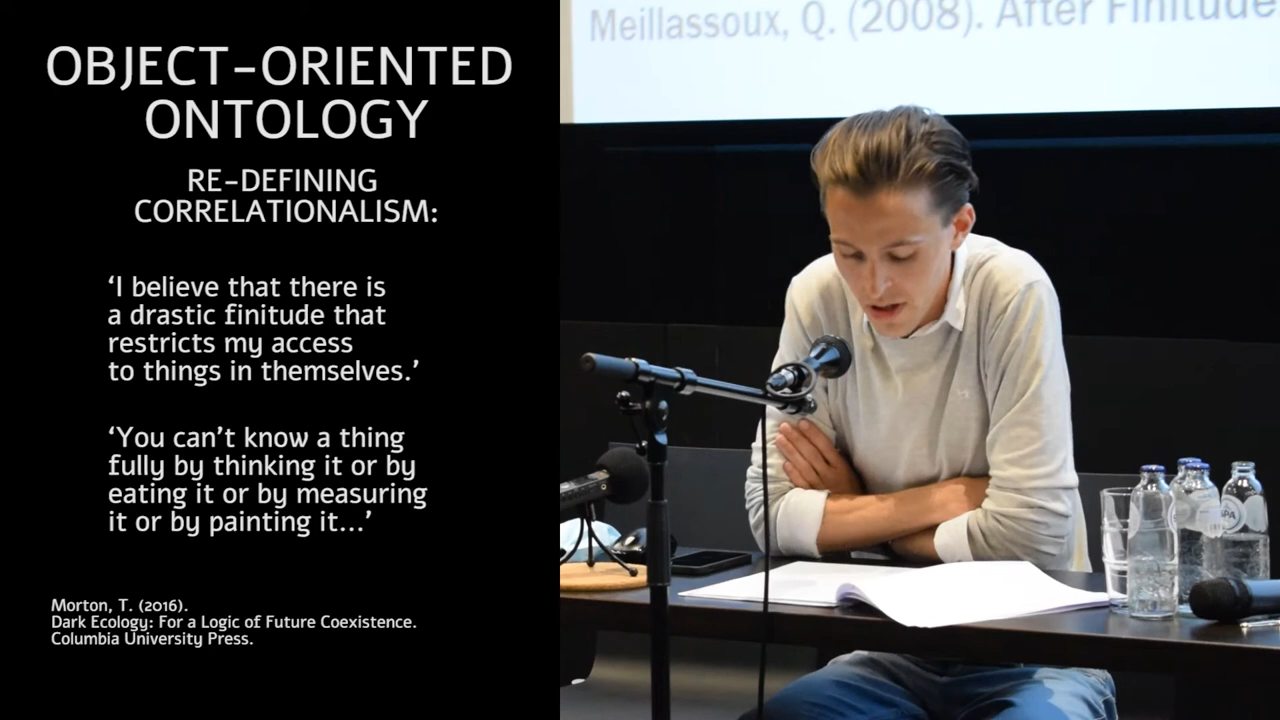 OBJECT-ORIENTED
ONTOLOGY
RE-DEFINING
CORRELATIONALISM:
‘I believe that there is
a drastic finitude that
restricts my access
to things in themselves.’
‘You can’t know a thing
fully by thinking it or by
eating it or by measuring
it or by painting it...’
Morton, T. (2016).
Dark Ecology: For a Logic of Future Coexistence.
Columbia University Press.
Meillassoux, Q. (2008). After Finitude